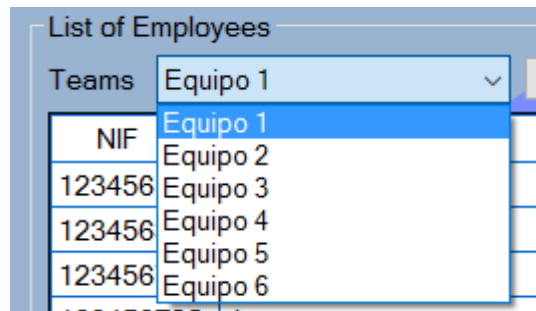 List of Employees
Teams Equipo 1
NIF Equipo 1
Equipo 2
123456 Equipo 3
123456 Equipo 4
Equipo 5
123456 Equipo 6